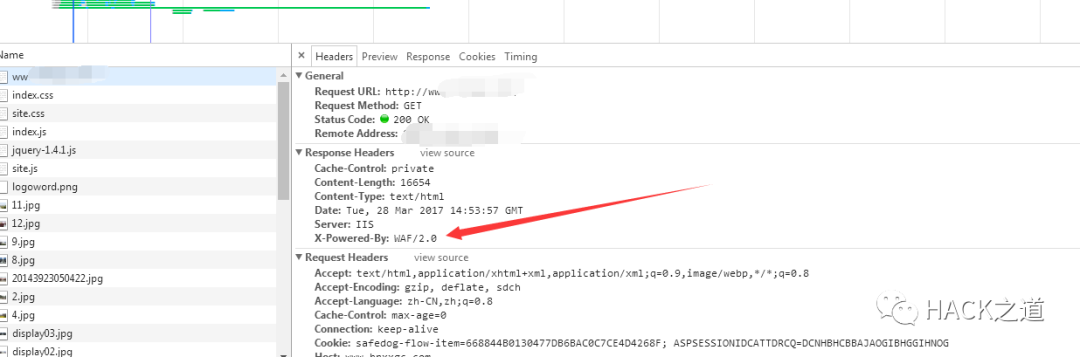 Name
× Headers Preview Response Cookies Timing
ww
index.css
site.css
index.js
jquery-1.4.1.js
site.js
logoword.png
11.jpg
12.jpg
9.jpg
8.jpg
20143923050422.jpg
2.jpg
4.jpg
display03.jpg
display02.jpg
▼ General
Request URL: http://w
Request Method: GET
Status Code: 200 OK
Remote Address:
▼ Response Headers view source
Cache-Control: private
Content-Length: 16654
Content-Type: text/html
Date: Tue, 28 Mar 2017 14:53:57 GMT
Server: IIS
X-Powered-By: WAF/2.0
▼ Request Headers view source
Accept: text/html,application/xhtml+xml,application/xml;q=0.9,image/webp,*/*;q=0.8
Accept-Encoding: gzip, deflate, sdch
Accept-Language: zh-CN,zh;q=0.8
Cache-Control: max-age=0
Connection: keep-alive
Cookie: safedog-flow-item=668844B0130477DB6BAC0C7CE4D4268F; ASPSESSIONIDCATTDRCQ=DCNHBHCBBAJAOGIBHGGIHNOG
HACK之道